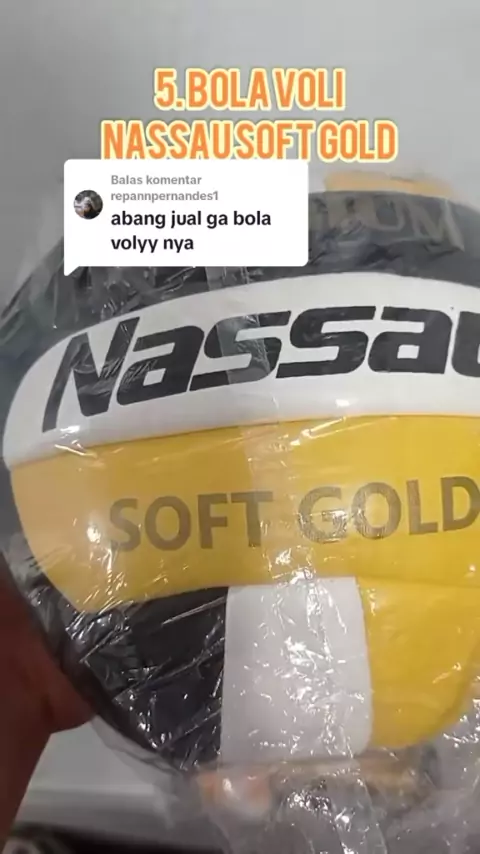 5.BOLA VOLI
NASSAU SOFT GOLD
Balas komentar
repannpernandes1
abang jual ga bola
volyy nya
Nassau
SOFT GOLD